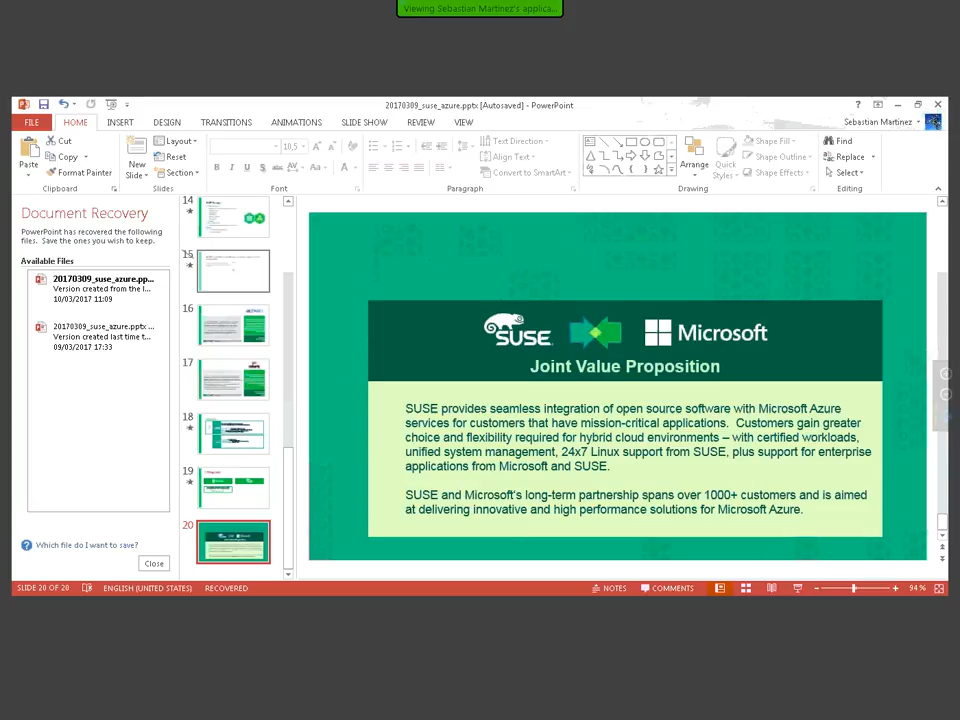 Viewing Sebastian Martinez's applica...
20170309_suse_azure.pptx [Autosaved] - PowerPoint
FILE HOME INSERT DESIGN TRANSITIONS ANIMATIONS SLIDE SHOW REVIEW VIEW
Sebastian Martinez
Cut
Copy
Format Painter
Paste
Clipboard
New Slide
Layout
Reset
Section
Slides
10,5
Font
Text Direction
Align Text
Convert to SmartArt
Paragraph
Arrange
Quick Styles
Shape Fill
Shape Outline
Shape Effects
Drawing
Find
Replace
Select
Editing
Document Recovery
PowerPoint has recovered the following
files. Save the ones you wish to keep.
Available Files
20170309_suse_azure.pp...
Version created from the l...
10/03/2017 11:09
20170309_suse_azure.pptx ...
Version created last time t...
09/03/2017 17:33
Which file do I want to save?
Close
14
15
16
17
18
19
20
SUSE
Microsoft
Joint Value Proposition
SUSE provides seamless integration of open source software with Microsoft Azure
services for customers that have mission-critical applications. Customers gain greater
choice and flexibility required for hybrid cloud environments – with certified workloads,
unified system management, 24x7 Linux support from SUSE, plus support for enterprise
applications from Microsoft and SUSE.
SUSE and Microsoft's long-term partnership spans over 1000+ customers and is aimed
at delivering innovative and high performance solutions for Microsoft Azure.
SLIDE 20 OF 20 ENGLISH (UNITED STATES) RECOVERED NOTES COMMENTS 94%